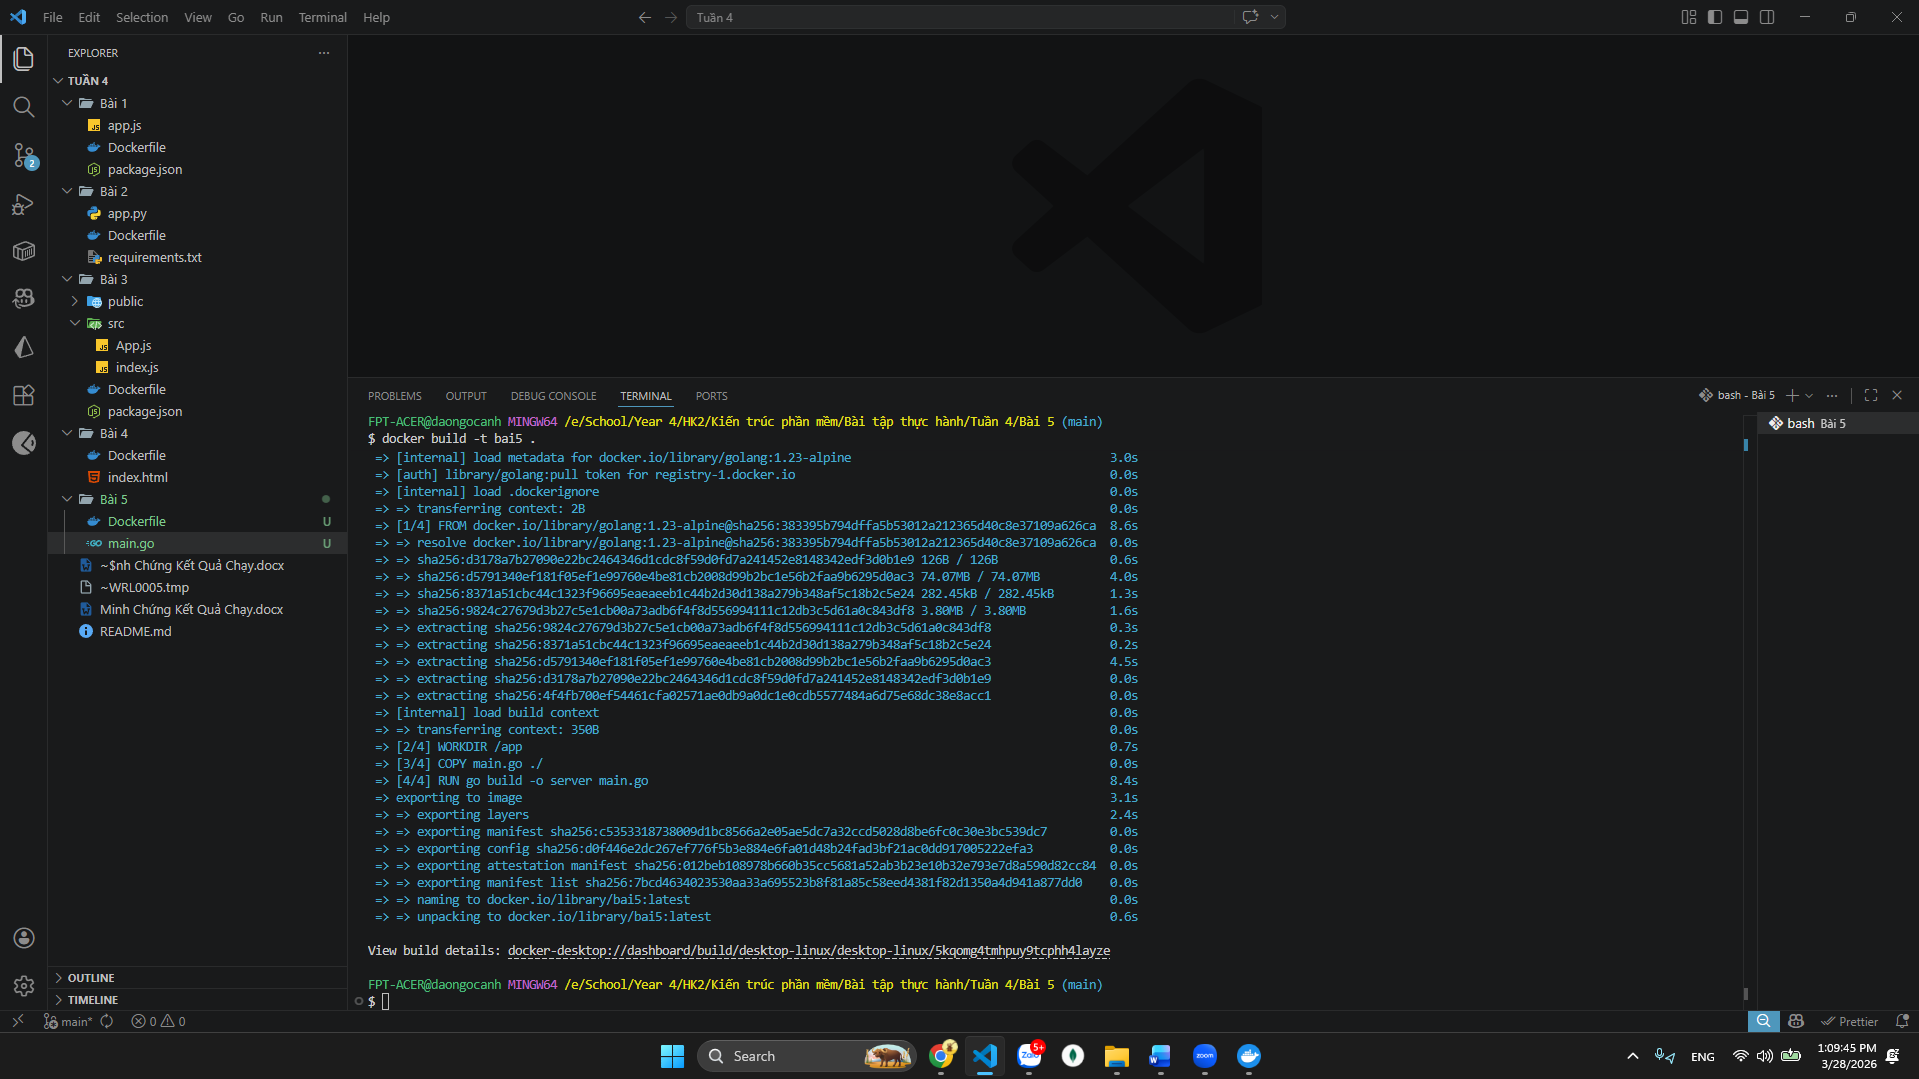 File Edit Selection View Go Run Terminal Help
Tuần 4
EXPLORER
TUẦN 4
Bài 1
app.js
Dockerfile
package.json
Bài 2
app.py
Dockerfile
requirements.txt
Bài 3
public
src
App.js
index.js
Dockerfile
package.json
Bài 4
Dockerfile
index.html
Bài 5
Dockerfile U
main.go U
~$nh Chứng Kết Quả Chạy.docx
~WRL0005.tmp
Minh Chứng Kết Quả Chạy.docx
README.md
OUTLINE
TIMELINE
2
PROBLEMS OUTPUT DEBUG CONSOLE TERMINAL PORTS
bash - Bài 5
bash Bài 5
FPT-ACER@daongocanh MINGW64 /e/School/Year 4/HK2/Kiến trúc phần mềm/Bài tập thực hành/Tuần 4/Bài 5 (main)
$ docker build -t bai5 .
=> [internal] load metadata for docker.io/library/golang:1.23-alpine 3.0s
=> [auth] library/golang:pull token for registry-1.docker.io 0.0s
=> [internal] load .dockerignore 0.0s
=> => transferring context: 2B 0.0s
=> [1/4] FROM docker.io/library/golang:1.23-alpine@sha256:383395b794dffa5b53012a212365d40c8e37109a626ca 8.6s
=> => resolve docker.io/library/golang:1.23-alpine@sha256:383395b794dffa5b53012a212365d40c8e37109a626ca 0.0s
=> => sha256:d3178a7b27090e22bc2464346d1cdc8f59d0fd7a241452e8148342edf3d0b1e9 126B / 126B 0.6s
=> => sha256:d5791340ef181f05ef1e99760e4be81cb2008d99b2bc1e56b2faa9b6295d0ac3 74.07MB / 74.07MB 4.0s
=> => sha256:8371a51cbc44c1323f96695eaeaeeb1c44b2d30d138a279b348af5c18b2c5e24 282.45kB / 282.45kB 1.3s
=> => sha256:9824c27679d3b27c5e1cb00a73adb6f4f8d556994111c12db3c5d61a0c843df8 3.80MB / 3.80MB 1.6s
=> => extracting sha256:9824c27679d3b27c5e1cb00a73adb6f4f8d556994111c12db3c5d61a0c843df8 0.3s
=> => extracting sha256:8371a51cbc44c1323f96695eaeaeeb1c44b2d30d138a279b348af5c18b2c5e24 0.2s
=> => extracting sha256:d5791340ef181f05ef1e99760e4be81cb2008d99b2bc1e56b2faa9b6295d0ac3 4.5s
=> => extracting sha256:d3178a7b27090e22bc2464346d1cdc8f59d0fd7a241452e8148342edf3d0b1e9 0.0s
=> => extracting sha256:4f4fb700ef54461cfa02571ae0db9a0dc1e0cdb5577484a6d75e68dc38e8acc1 0.0s
=> [internal] load build context 0.0s
=> => transferring context: 350B 0.0s
=> [2/4] WORKDIR /app 0.7s
=> [3/4] COPY main.go ./ 0.0s
=> [4/4] RUN go build -o server main.go 8.4s
=> exporting to image 3.1s
=> => exporting layers 2.4s
=> => exporting manifest sha256:c5353318738009d1bc8566a2e05ae5dc7a32ccd5028d8be6fc0c30e3bc539dc7 0.0s
=> => exporting config sha256:d0f446e2dc267ef776f5b3e884e6fa01d48b24fad3bf21ac0dd917005222efa3 0.0s
=> => exporting attestation manifest sha256:012beb108978b660b35cc5681a52ab3b23e10b32e793e7d8a590d82cc84 0.0s
=> => exporting manifest list sha256:7bcd4634023530aa33a695523b8f81a85c58eed4381f82d1350a4d941a877dd0 0.0s
=> => naming to docker.io/library/bai5:latest 0.0s
=> => unpacking to docker.io/library/bai5:latest 0.6s
View build details: docker-desktop://dashboard/build/desktop-linux/desktop-linux/5kqomg4tmhpuy9tcphh4layze
FPT-ACER@daongocanh MINGW64 /e/School/Year 4/HK2/Kiến trúc phần mềm/Bài tập thực hành/Tuần 4/Bài 5 (main)
$
main* 0 0
Prettier
Search
Zalo
5+
W
zoom
ENG
1:09:45 PM
3/28/2026